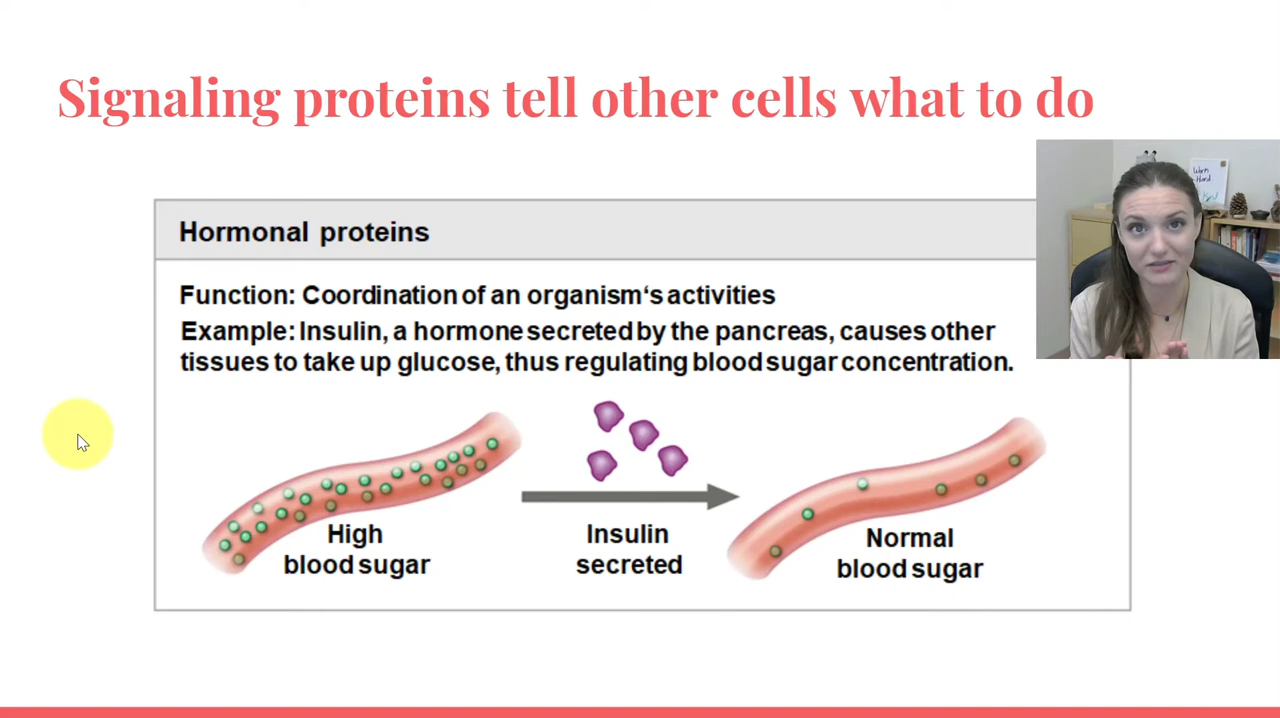 Signaling proteins tell other cells what to do
Hormonal proteins
Function: Coordination of an organism‘s activities
Example: Insulin, a hormone secreted by the pancreas, causes other
tissues to take up glucose, thus regulating blood sugar concentration.
High
blood sugar
Insulin
secreted
Normal
blood sugar